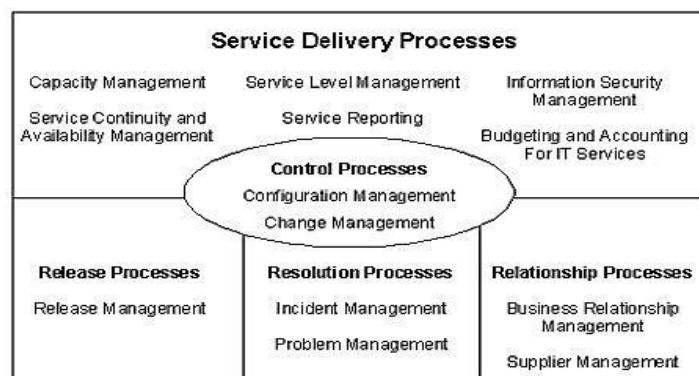 Service Delivery Processes
Capacity Management
Service Continuity and
Availability Management
Service Level Management
Service Reporting
Information Security
Management
Budgeting and Accounting
For IT Services
Control Processes
Configuration Management
Change Management
Release Processes
Release Management
Resolution Processes
Incident Management
Problem Management
Relationship Processes
Business Relationship
Management
Supplier Management